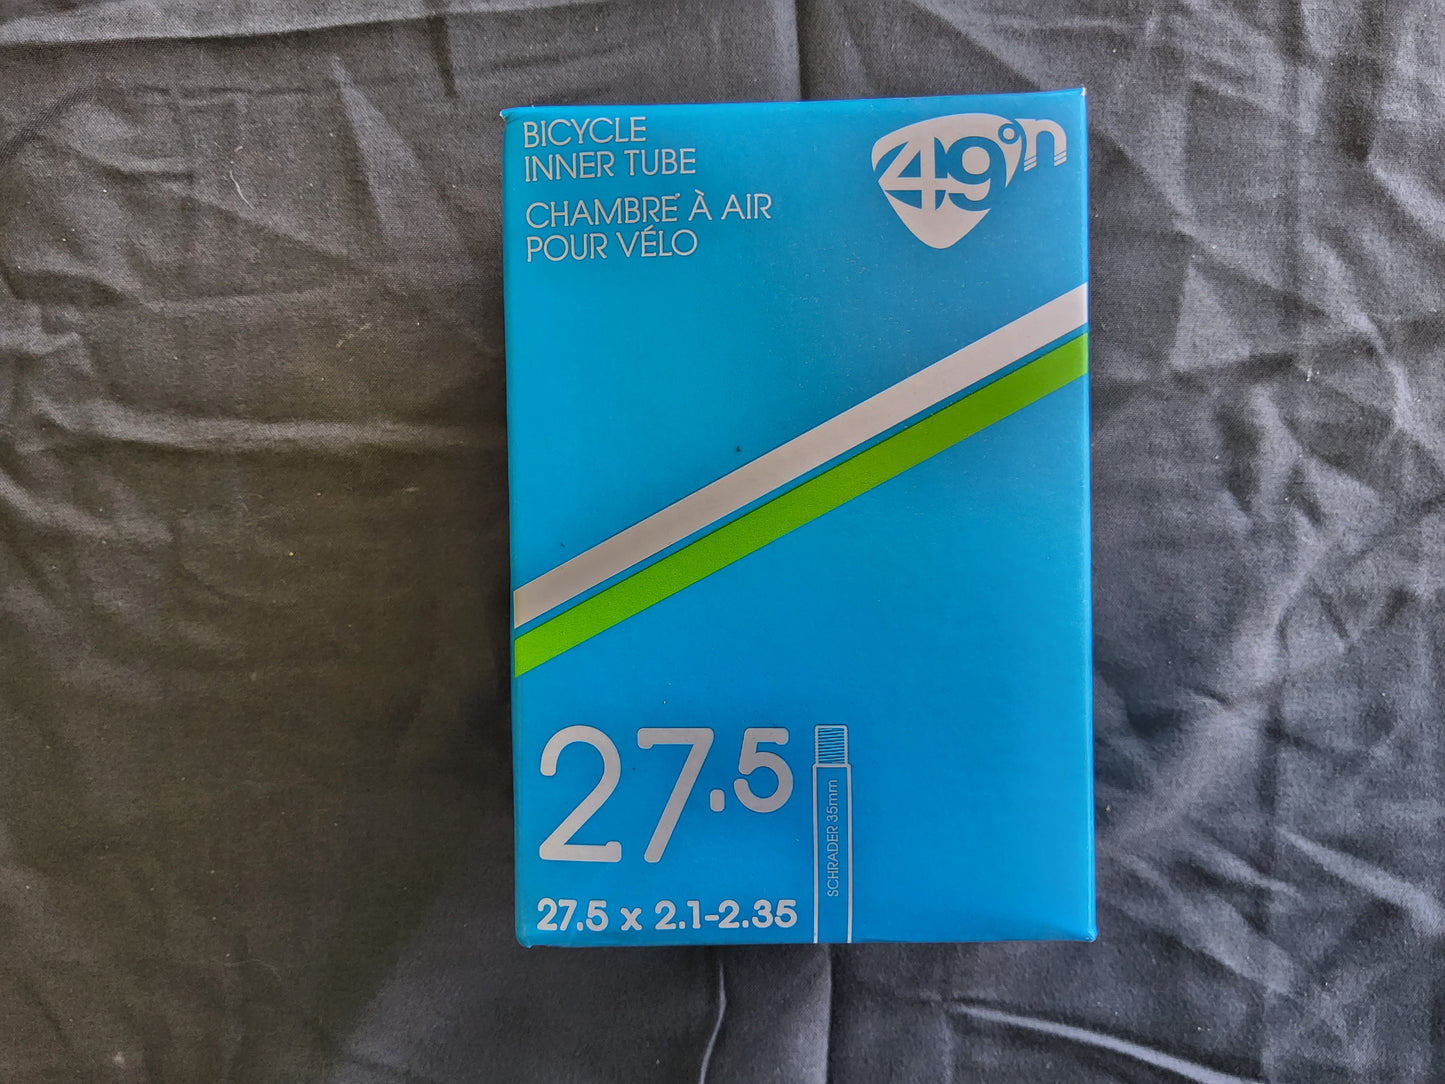 BICYCLE
INNER TUBE
CHAMBRE À AIR
POUR VÉLO
49°n
27.5
SCHRADER 35mm
27.5 x 2.1-2.35